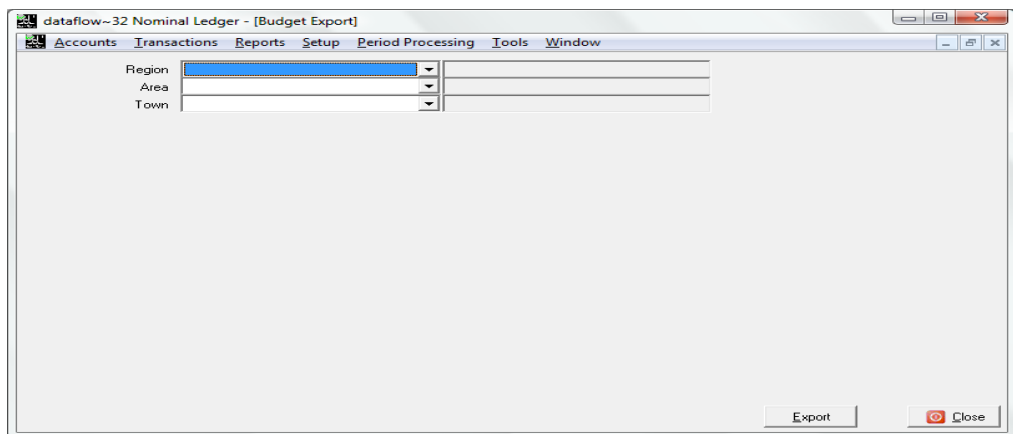 dataflow~32 Nominal Ledger - [Budget Export]
Accounts Transactions Reports Setup Period Processing Tools Window
Region
Area
Town
Export Close